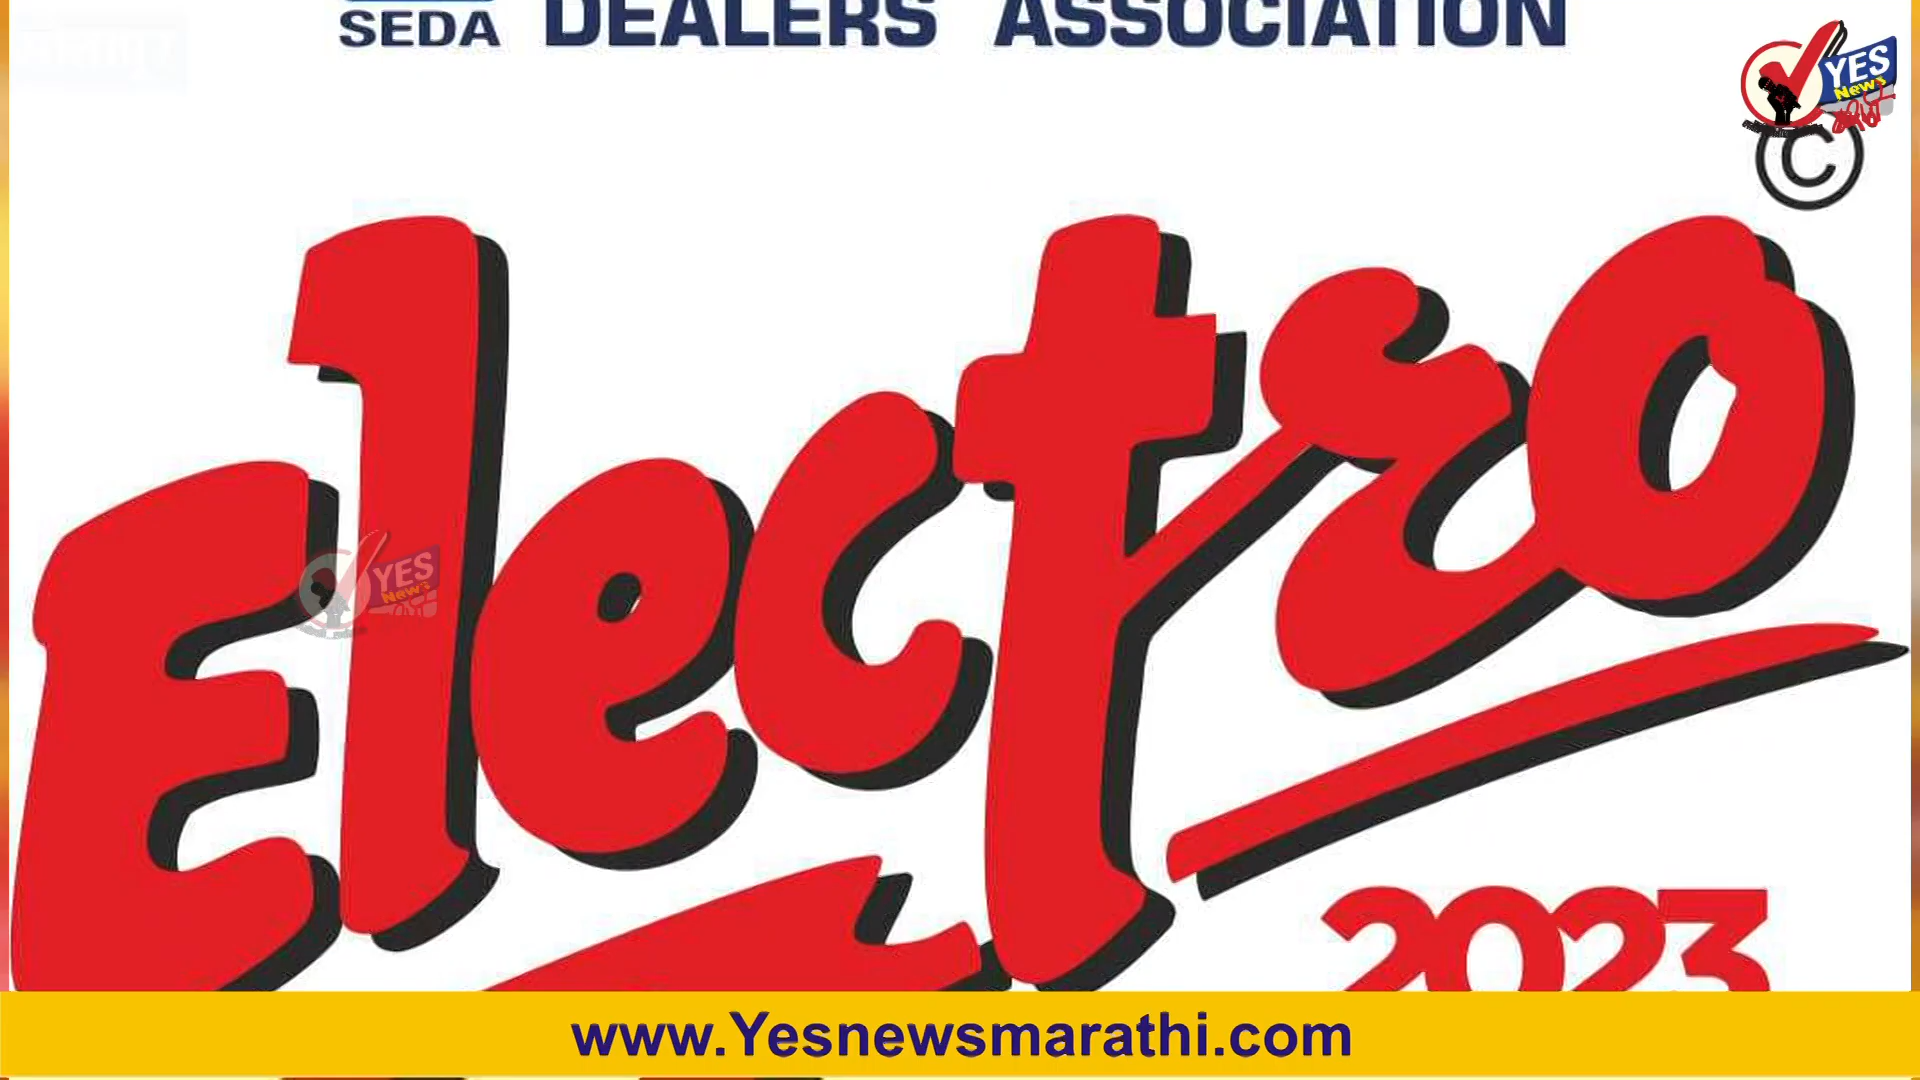 SEDA DEALERS ASSOCIATION
YES
News
©
Electro
YES
News
2023
www.Yesnewsmarathi.com